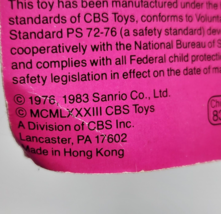 This toy has been manufactured under the
standards of CBS Toys, conforms to Volun
Standard PS 72-76 (a safety standard) dev
cooperatively with the National Bureau of S
and complies with all Federal child protecti
safety legislation in effect on the date of m
© 1976, 1983 Sanrio Co., Ltd.
© MCMLXXXIII CBS Toys
A Division of CBS Inc.
Lancaster, PA 17602
Made in Hong Kong